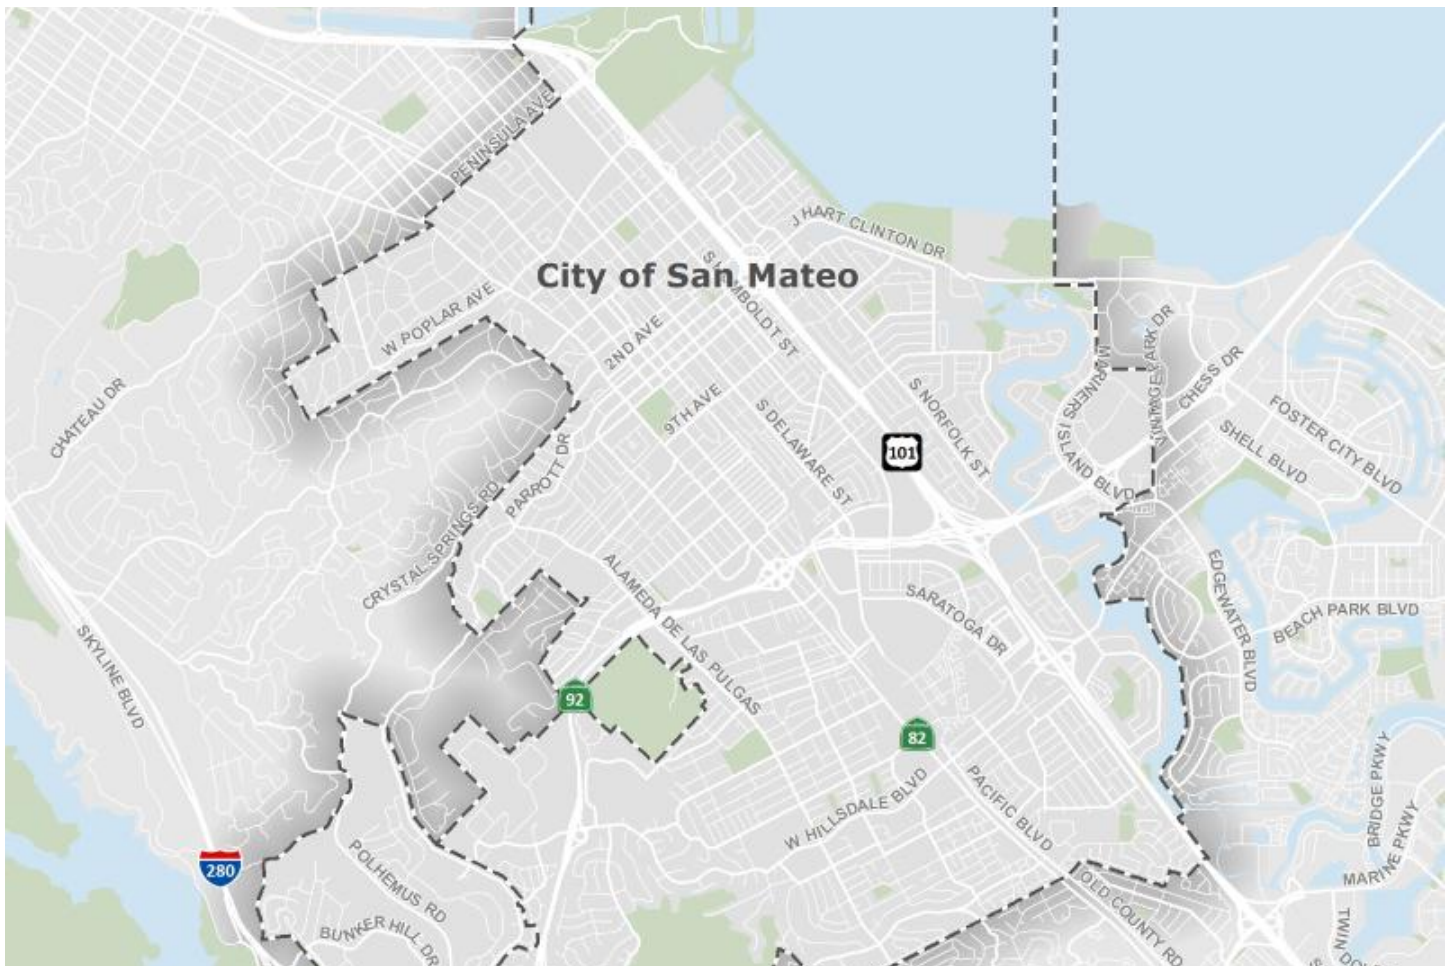 PENINSULA AVE
J HART CLINTON DR
City of San Mateo
S HUMBOLDT ST
W POPLAR AVE
2ND AVE
MARINERS ISLAND BLVD
VINTAGE PARK DR
CHESS DR
CHATEAU DR
9TH AVE
S DELAWARE ST
S NORFOLK ST
FOSTER CITY BLVD
SHELL BLVD
101
PARROTT DR
CRYSTAL SPRINGS RD
ALAMEDA DE LAS PULGAS
SARATOGA DR
EDGEWATER BLVD
BEACH PARK BLVD
SKYLINE BLVD
92
82
PACIFIC BLVD
W HILLSDALE BLVD
BRIDGE PKWY
MARINE PKWY
280
POLHEMUS RD
BUNKER HILL DR
OLD COUNTY RD
TWIN DOL
S